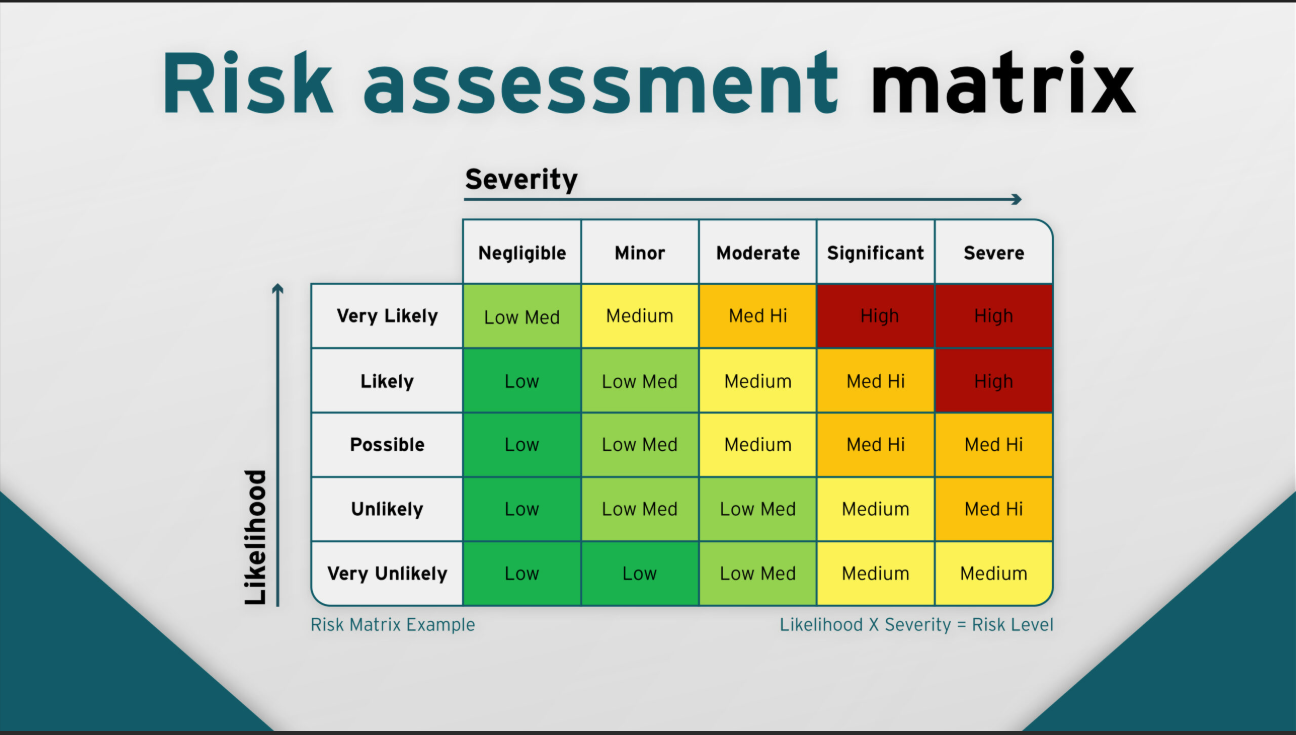 Risk assessment matrix
Severity
Negligible Minor Moderate Significant Severe
Very Likely Low Med Medium Med Hi High High
Likely Low Low Med Medium Med Hi High
Possible Low Low Med Medium Med Hi Med Hi
Unlikely Low Low Med Low Med Medium Med Hi
Very Unlikely Low Low Low Med Medium Medium
Likelihood
Risk Matrix Example Likelihood X Severity = Risk Level